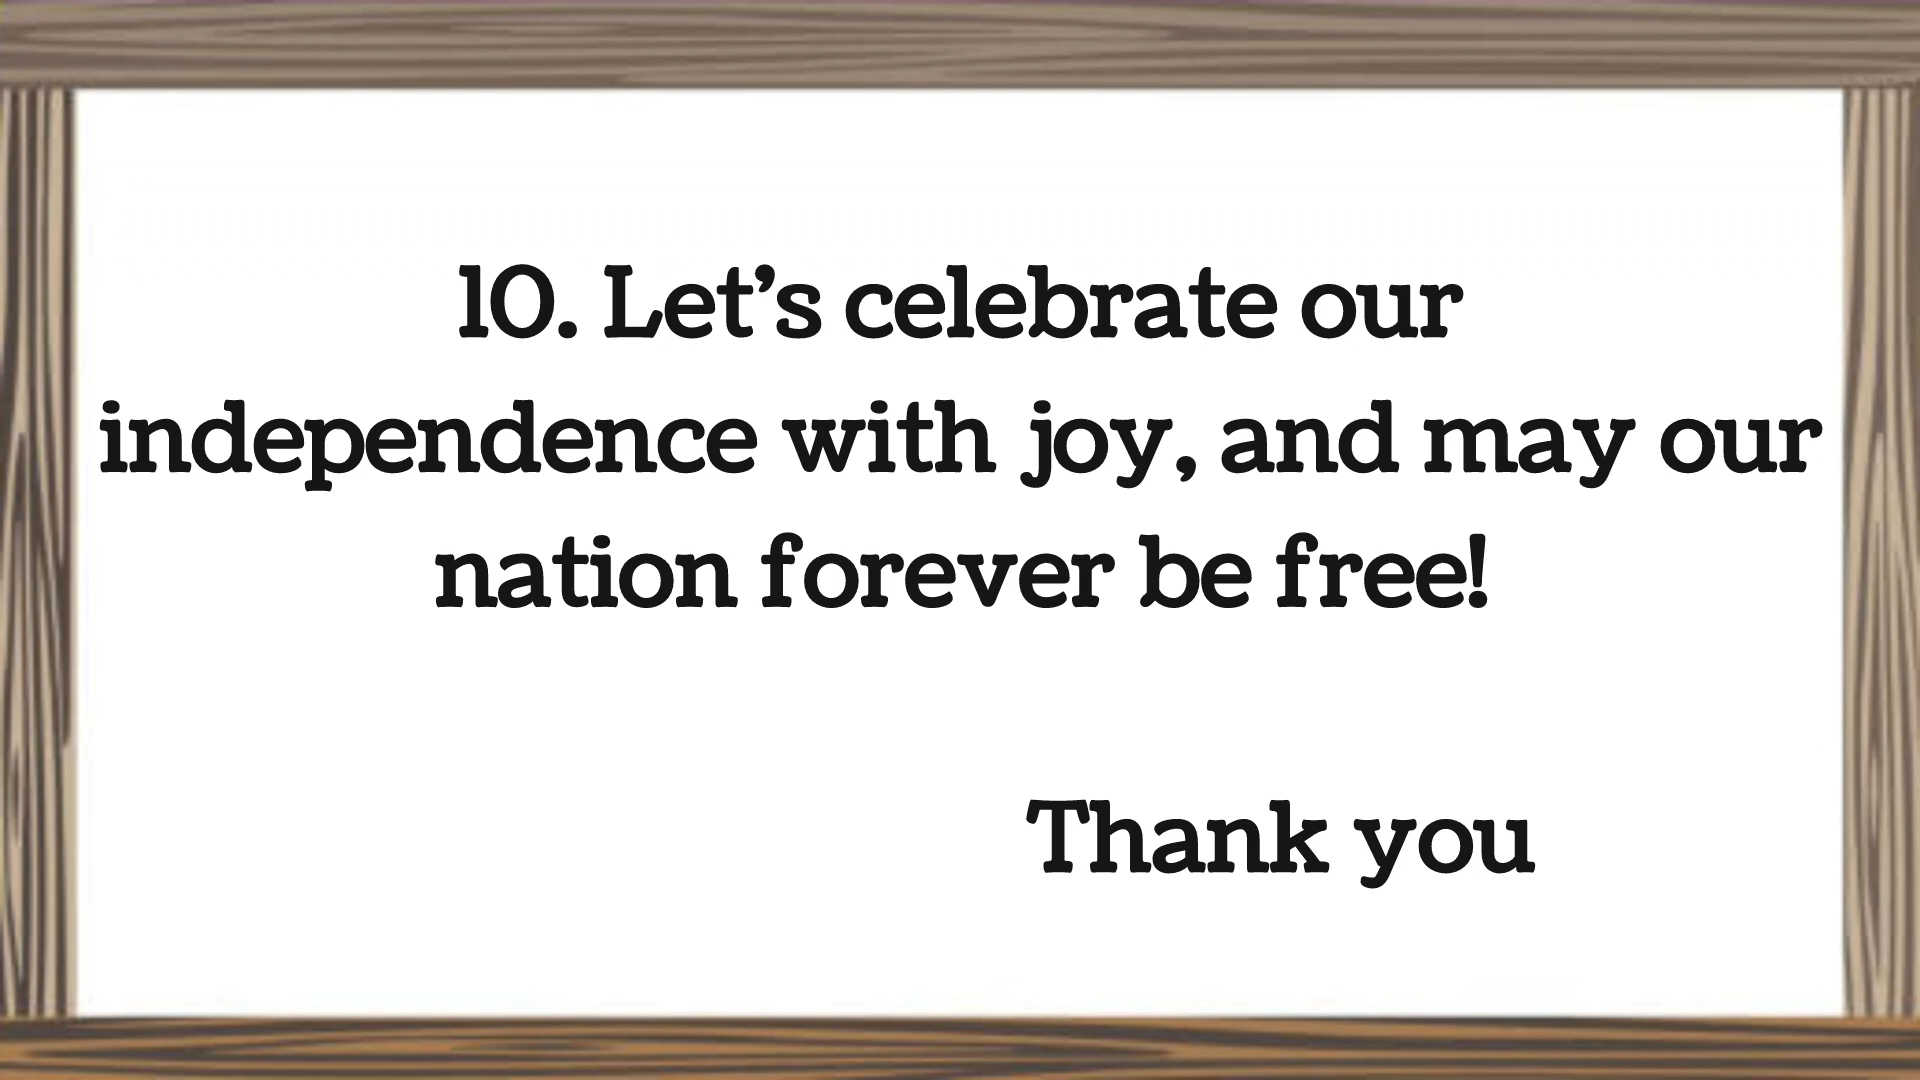 10. Let’s celebrate our
independence with joy, and may our
nation forever be free!
Thank you